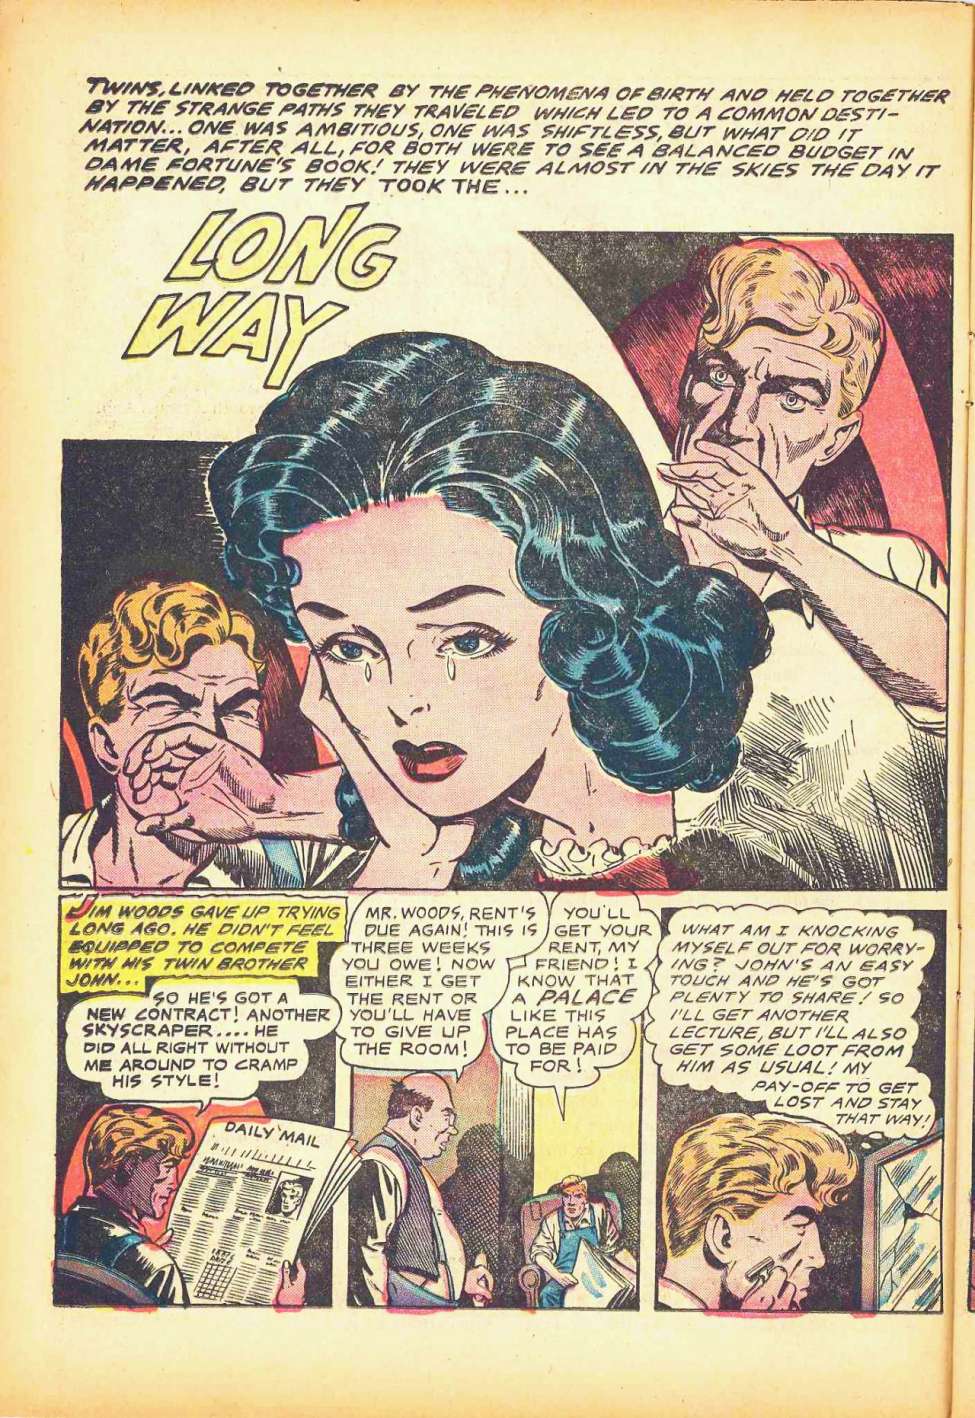 TWINS, LINKED TOGETHER BY THE PHENOMENA OF BIRTH AND HELD TOGETHER
BY THE STRANGE PATHS THEY TRAVELED WHICH LED TO A COMMON DESTI-
NATION... ONE WAS AMBITIOUS, ONE WAS SHIFTLESS, BUT WHAT DID IT
MATTER, AFTER ALL, FOR BOTH WERE TO SEE A BALANCED BUDGET IN
DAME FORTUNE'S BOOK! THEY WERE ALMOST IN THE SKIES THE DAY IT
HAPPENED, BUT THEY TOOK THE...
LONG
WAY
JIM WOODS GAVE UP TRYING
LONG AGO. HE DIDN'T FEEL
EQUIPPED TO COMPETE
WITH HIS TWIN BROTHER
JOHN...
SO HE'S GOT A
NEW CONTRACT! ANOTHER
SKYSCRAPER.... HE
DID ALL RIGHT WITHOUT
ME AROUND TO CRAMP
HIS STYLE!
DAILY MAIL
MR. WOODS, RENT'S
DUE AGAIN! THIS IS
THREE WEEKS
YOU OWE! NOW
EITHER I GET
THE RENT OR
YOU'LL HAVE
TO GIVE UP
THE ROOM!
YOU'LL
GET YOUR
RENT, MY
FRIEND! I
KNOW THAT
A PALACE
LIKE THIS
PLACE HAS
TO BE PAID
FOR!
WHAT AM I KNOCKING
MYSELF OUT FOR WORRY-
ING? JOHN'S AN EASY
TOUCH AND HE'S GOT
PLENTY TO SHARE! SO
I'LL GET ANOTHER
LECTURE, BUT I'LL ALSO
GET SOME LOOT FROM
HIM AS USUAL! MY
PAY-OFF TO GET
LOST AND STAY
THAT WAY!